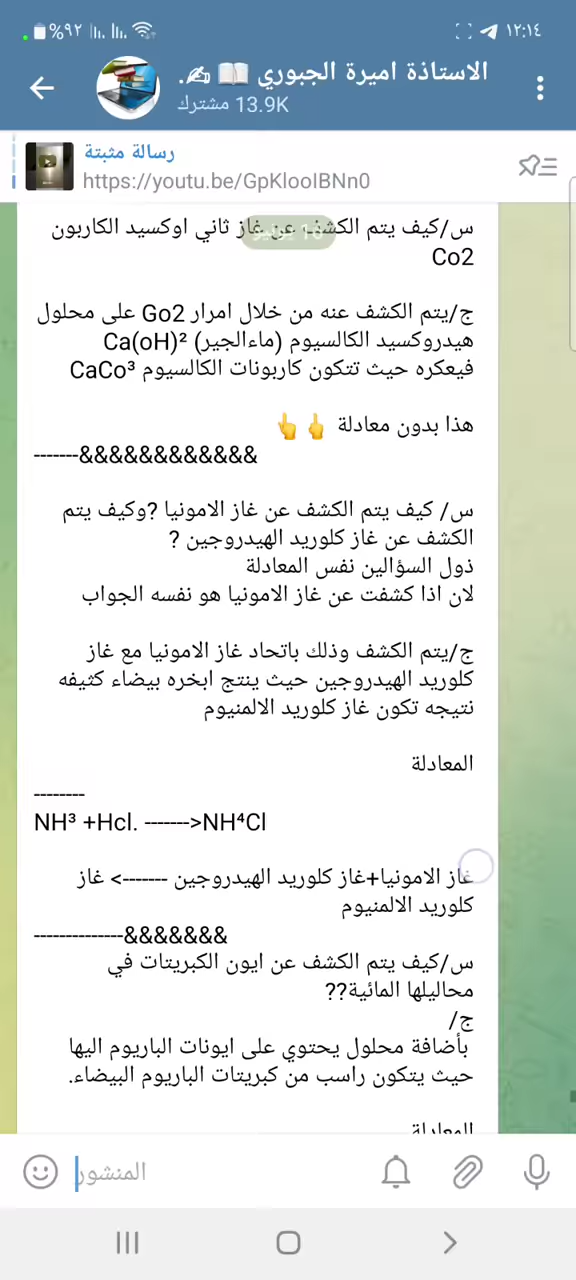 ١٢:١٤
%٩٢
الاستاذة اميرة الجبوري 📖✍️.
13.9K مشترك
رسالة مثبتة
https://youtu.be/GpKlooIBNn0
س/كيف يتم الكشف عن غاز ثاني اوكسيد الكاربون
Co2
ج/يتم الكشف عنه من خلال امرار Go2 على محلول
هيدروكسيد الكالسيوم (ماءالجير) Ca(oH)²
فيعكره حيث تتكون كاربونات الكالسيوم CaCo³
هذا بدون معادلة 👆👆
-------&&&&&&&&&&&&
س/ كيف يتم الكشف عن غاز الامونيا ?وكيف يتم
الكشف عن غاز كلوريد الهيدروجين ?
ذول السؤالين نفس المعادلة
لان اذا كشفت عن غاز الامونيا هو نفسه الجواب
ج/يتم الكشف وذلك باتحاد غاز الامونيا مع غاز
كلوريد الهيدروجين حيث ينتج ابخره بيضاء كثيفه
نتيجه تكون غاز كلوريد الالمنيوم
المعادلة
--------
NH³ +Hcl. ------->NH⁴Cl
غاز الامونيا+غاز كلوريد الهيدروجين -------> غاز
كلوريد الالمنيوم
--------------&&&&&&&
س/كيف يتم الكشف عن ايون الكبريتات في
محاليلها المائية??
ج/
بأضافة محلول يحتوي على ايونات الباريوم اليها
حيث يتكون راسب من كبريتات الباريوم البيضاء.
المعادلة
المنشور